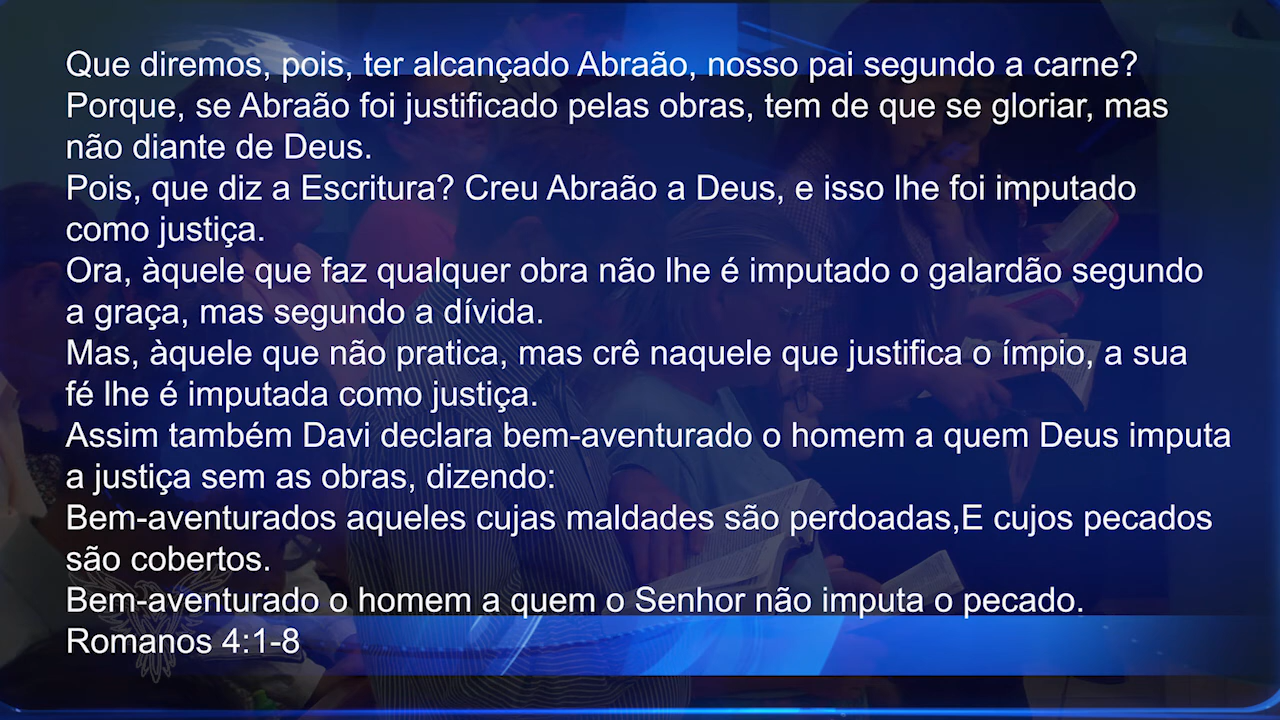 Que diremos, pois, ter alcançado Abraão, nosso pai segundo a carne?
Porque, se Abraão foi justificado pelas obras, tem de que se gloriar, mas
não diante de Deus.
Pois, que diz a Escritura? Creu Abraão a Deus, e isso lhe foi imputado
como justiça.
Ora, àquele que faz qualquer obra não lhe é imputado o galardão segundo
a graça, mas segundo a dívida.
Mas, àquele que não pratica, mas crê naquele que justifica o ímpio, a sua
fé lhe é imputada como justiça.
Assim também Davi declara bem-aventurado o homem a quem Deus imputa
a justiça sem as obras, dizendo:
Bem-aventurados aqueles cujas maldades são perdoadas,E cujos pecados
são cobertos.
Bem-aventurado o homem a quem o Senhor não imputa o pecado.
Romanos 4:1-8